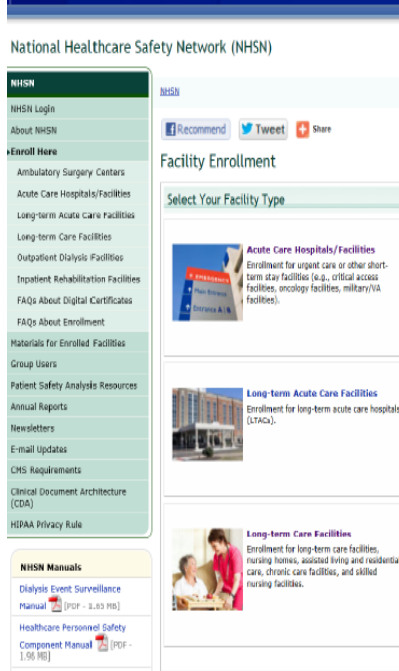 National Healthcare Safety Network (NHSN)
NHSN
NHSN Login
About NHSN
Enroll Here
Ambulatory Surgery Centers
Acute Care Hospitals/Facilities
Long-term Acute Care Facilities
Long-term Care Facilities
Outpatient Dialysis Facilities
Inpatient Rehabilitation Facilities
FAQs About Digital Certificates
FAQs About Enrollment
Materials for Enrolled Facilities
Group Users
Patient Safety Analysis Resources
Annual Reports
Newsletters
E-mail Updates
CMS Requirements
Clinical Document Architecture
(CDA)
HIPAA Privacy Rule
NHSN Manuals
Dialysis Event Surveillance
Manual [PDF - 1.03 MB]
Healthcare Personnel Safety
Component Manual [PDF -
1.96 MB]
NHSN
Recommend Tweet Share
Facility Enrollment
Select Your Facility Type
EMERGENCY
Main Entrance
Entrance A | B
Acute Care Hospitals/Facilities
Enrollment for urgent care or other short-
term stay facilities (e.g., critical access
facilities, oncology facilities, military/VA
facilities).
Long-term Acute Care Facilities
Enrollment for long-term acute care hospitals
(LTACs).
Long-term Care Facilities
Enrollment for long-term care facilities,
nursing homes, assisted living and residentia
care, chronic care facilities, and skilled
nursing facilities.